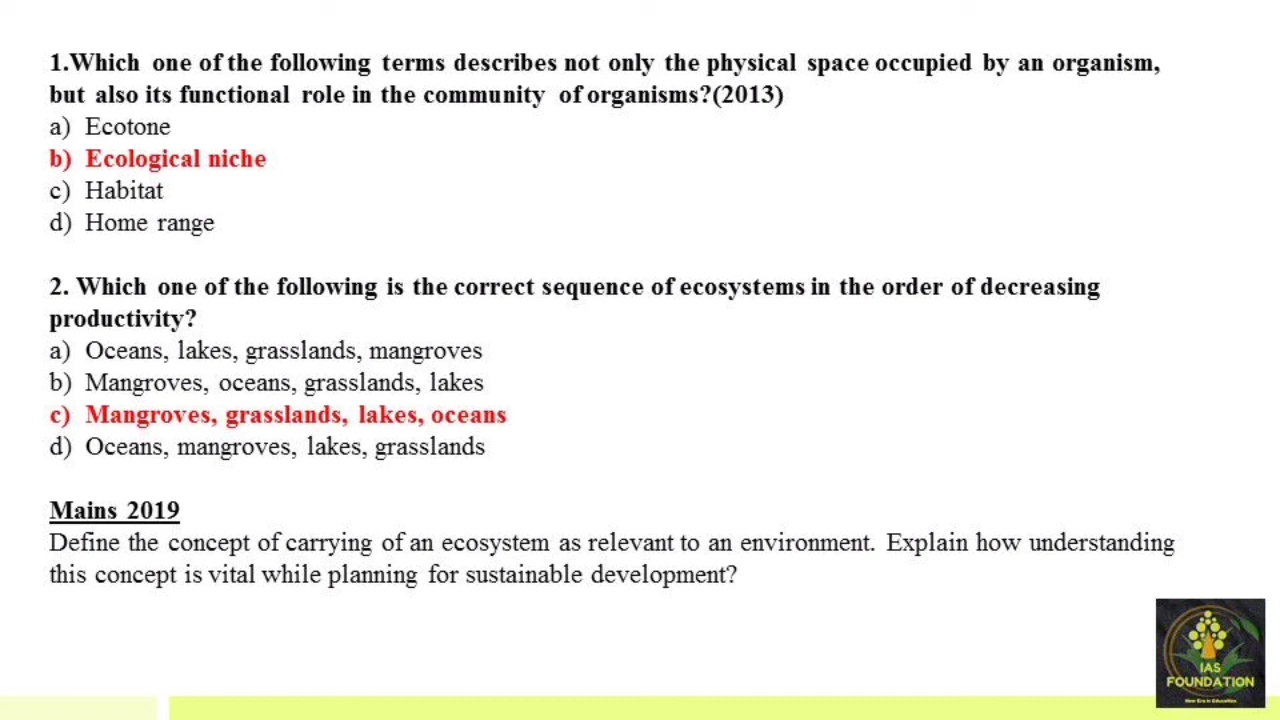 1.Which one of the following terms describes not only the physical space occupied by an organism,
but also its functional role in the community of organisms?(2013)
a) Ecotone
b) Ecological niche
c) Habitat
d) Home range
2. Which one of the following is the correct sequence of ecosystems in the order of decreasing
productivity?
a) Oceans, lakes, grasslands, mangroves
b) Mangroves, oceans, grasslands, lakes
c) Mangroves, grasslands, lakes, oceans
d) Oceans, mangroves, lakes, grasslands
Mains 2019
Define the concept of carrying of an ecosystem as relevant to an environment. Explain how understanding
this concept is vital while planning for sustainable development?
IAS
FOUNDATION
New Era in Education